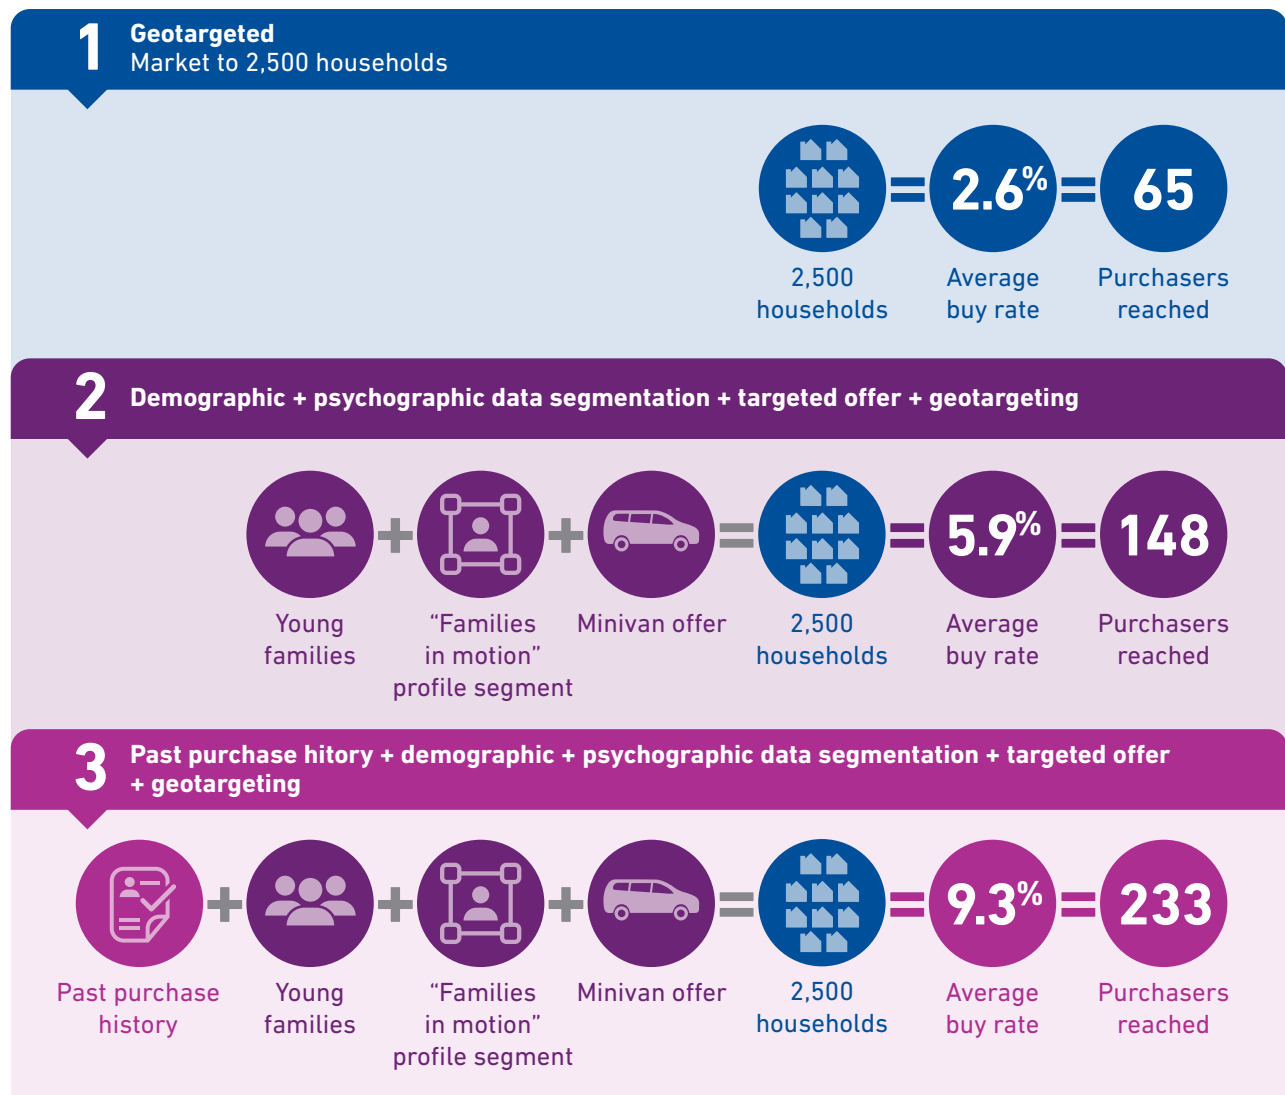 1
Geotargeted
Market to 2,500 households
= 2.6% = 65
2,500
households
Average
buy rate
Purchasers
reached
2
Demographic + psychographic data segmentation + targeted offer + geotargeting
+ + = = 5.9% = 148
Young
families
“Families
in motion”
profile segment
Minivan offer
2,500
households
Average
buy rate
Purchasers
reached
3
Past purchase hitory + demographic + psychographic data segmentation + targeted offer
+ geotargeting
+ + + = = 9.3% = 233
Past purchase
history
Young
families
“Families
in motion”
profile segment
Minivan offer
2,500
households
Average
buy rate
Purchasers
reached